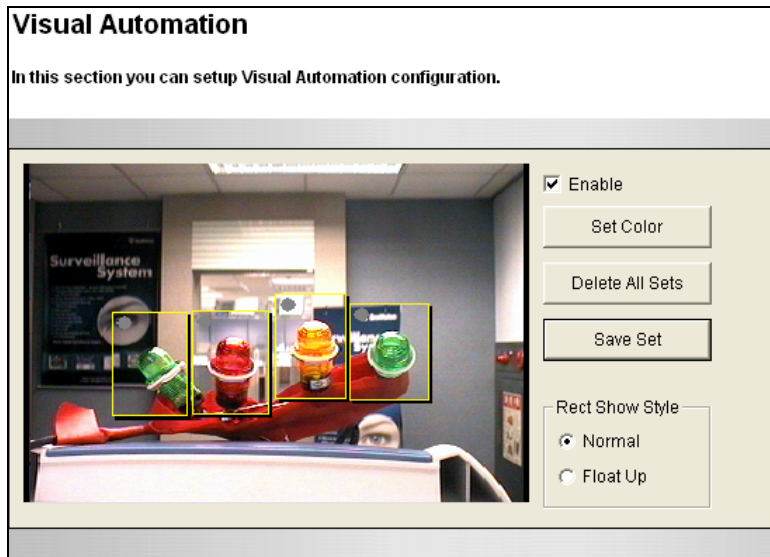 Visual Automation
In this section you can setup Visual Automation configuration.
Surveillance
System
Enable
Set Color
Delete All Sets
Save Set
Rect Show Style
Normal
Float Up